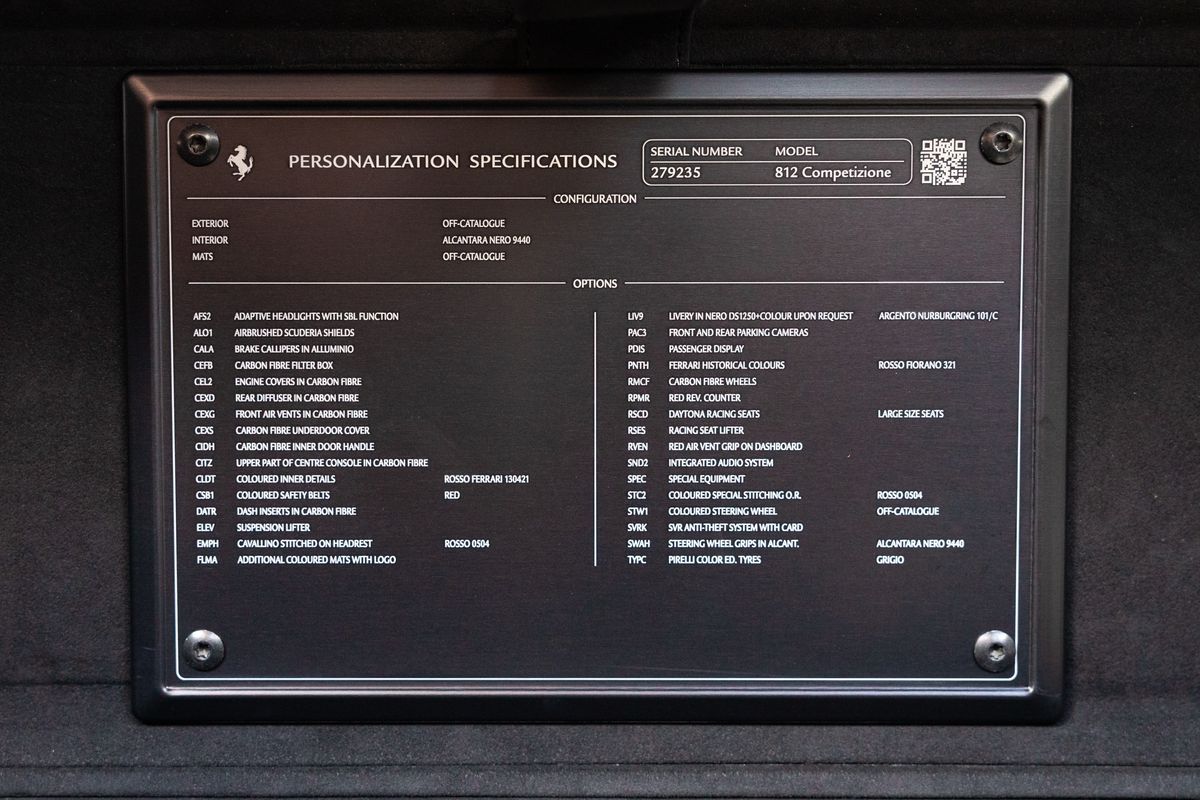 PERSONALIZATION SPECIFICATIONS
SERIAL NUMBER MODEL
279235 812 Competizione
CONFIGURATION
EXTERIOR OFF-CATALOGUE
INTERIOR ALCANTARA NERO 9440
MATS OFF-CATALOGUE
OPTIONS
AFS2 ADAPTIVE HEADLIGHTS WITH SBL FUNCTION
ALO1 AIRBRUSHED SCUDERIA SHIELDS
CALA BRAKE CALLIPERS IN ALLUMINIO
CEFB CARBON FIBRE FILTER BOX
CEL2 ENGINE COVERS IN CARBON FIBRE
CEXD REAR DIFFUSER IN CARBON FIBRE
CEXG FRONT AIR VENTS IN CARBON FIBRE
CEXS CARBON FIBRE UNDERDOOR COVER
CIDH CARBON FIBRE INNER DOOR HANDLE
CITZ UPPER PART OF CENTRE CONSOLE IN CARBON FIBRE
CLDT COLOURED INNER DETAILS ROSSO FERRARI 130421
CSB1 COLOURED SAFETY BELTS RED
DATR DASH INSERTS IN CARBON FIBRE
ELEV SUSPENSION LIFTER
EMPH CAVALLINO STITCHED ON HEADREST ROSSO 0504
FLMA ADDITIONAL COLOURED MATS WITH LOGO
LIV9 LIVERY IN NERO DS1250+COLOUR UPON REQUEST ARGENTO NURBURGRING 101/C
PAC3 FRONT AND REAR PARKING CAMERAS
PDIS PASSENGER DISPLAY
PNTH FERRARI HISTORICAL COLOURS ROSSO FIORANO 321
RMCF CARBON FIBRE WHEELS
RPMR RED REV. COUNTER
RSCD DAYTONA RACING SEATS LARGE SIZE SEATS
RSES RACING SEAT LIFTER
RVEN RED AIR VENT GRIP ON DASHBOARD
SND2 INTEGRATED AUDIO SYSTEM
SPEC SPECIAL EQUIPMENT
STC2 COLOURED SPECIAL STITCHING O.R. ROSSO 0504
STW1 COLOURED STEERING WHEEL OFF-CATALOGUE
SVRK SVR ANTI-THEFT SYSTEM WITH CARD
SWAH STEERING WHEEL GRIPS IN ALCANT. ALCANTARA NERO 9440
TYPC PIRELLI COLOR ED. TYRES GRIGIO